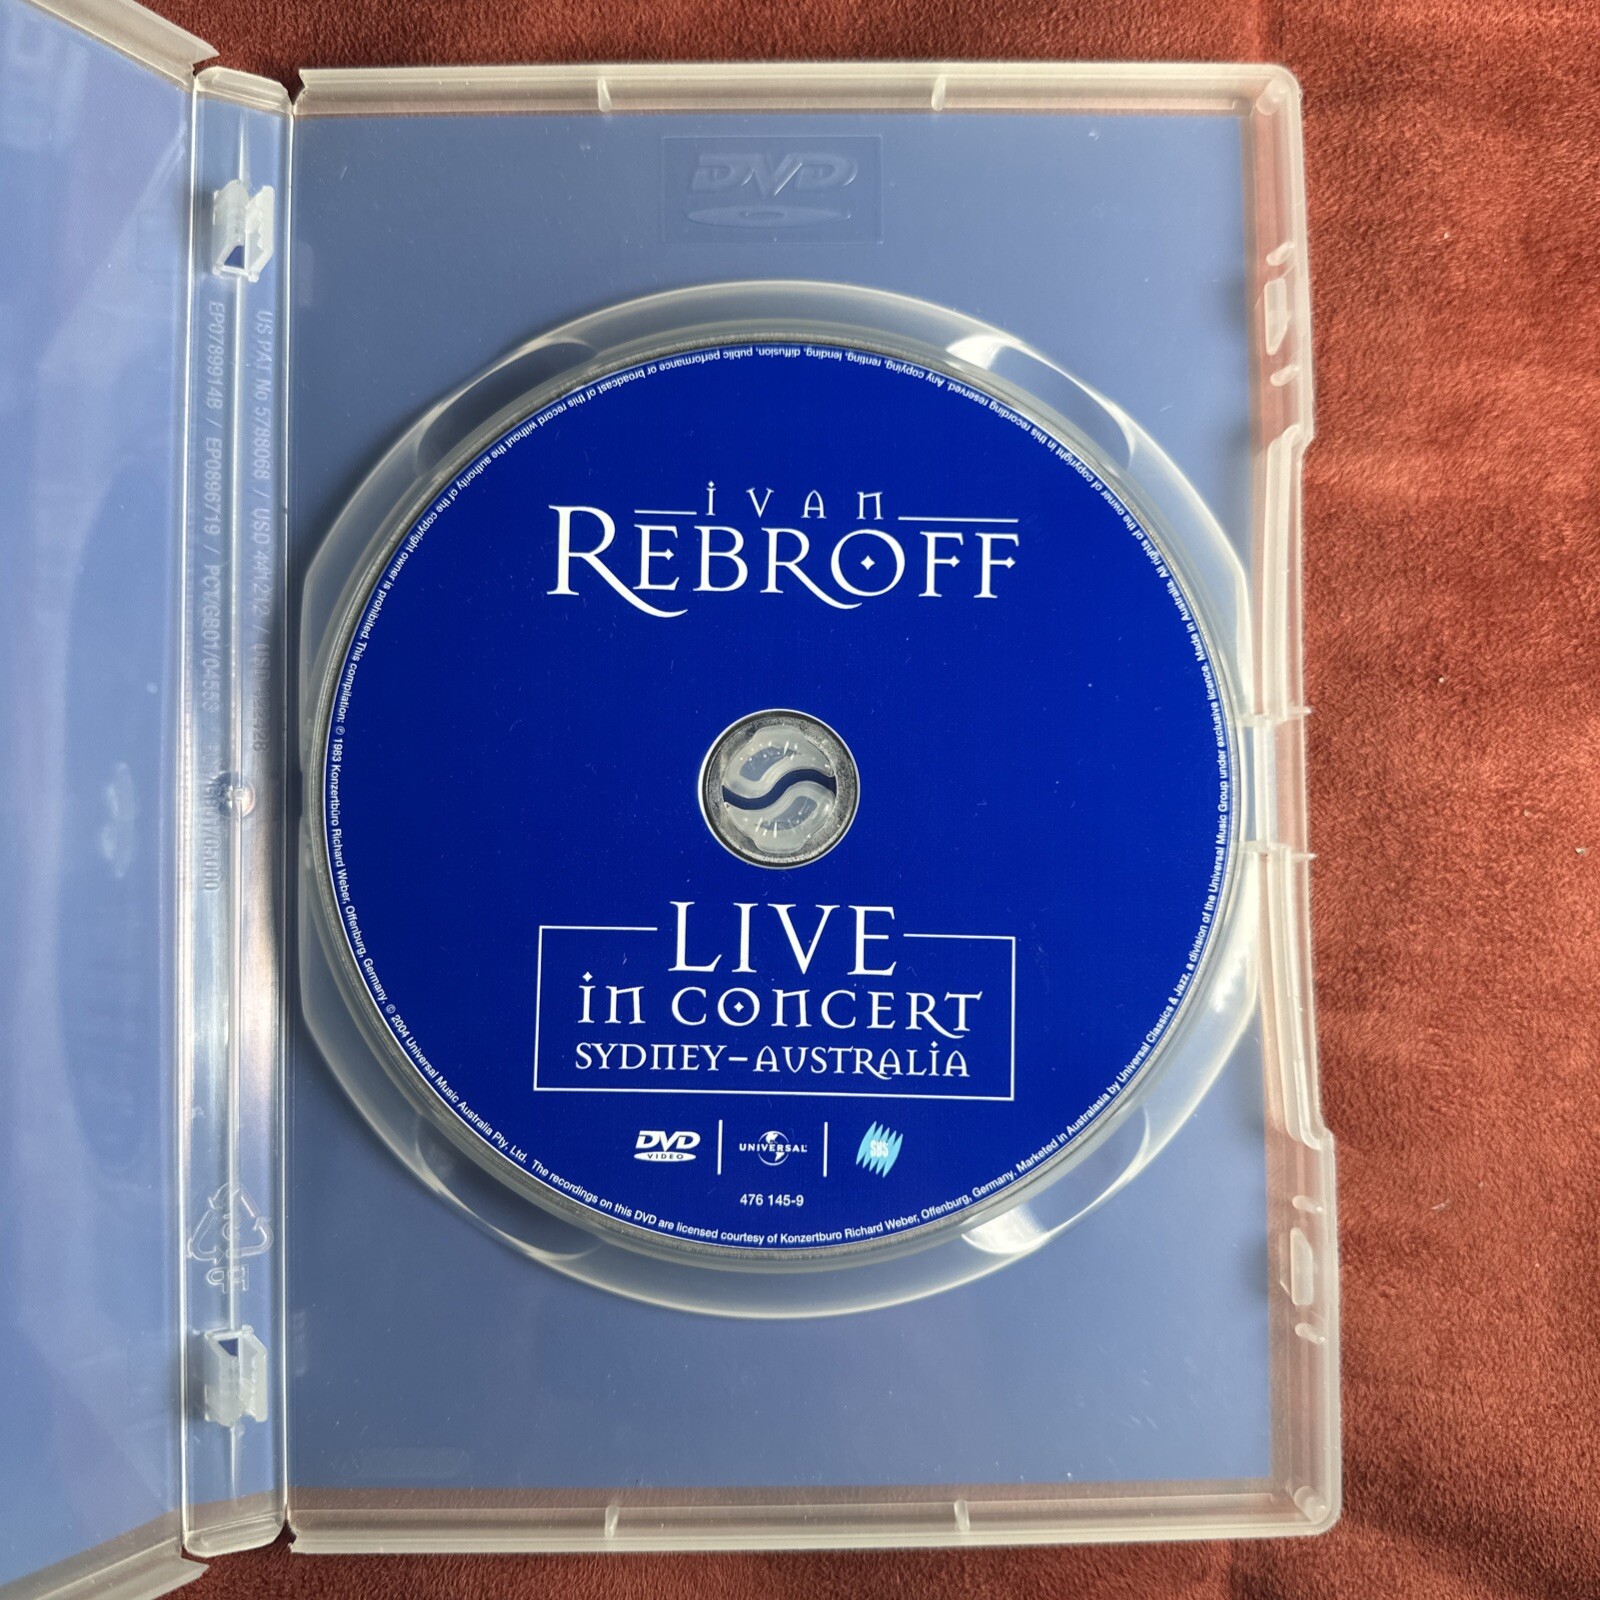 DVD
iVAN
REBROFF
LIVE
in CONCERT
SYDNEY–AUSTRALiA
DVD
VIDEO
UNIVERSAL
SBS
476 145-9
This compilation: ℗ 1983 Konzertbüro Richard Weber, Offenburg, Germany. © 2004 Universal Music Australia Pty, Ltd. The recordings on this DVD are licensed courtesy of Konzertburo Richard Weber, Offenburg, Germany. Marketed in Australasia by Universal Classics & Jazz, a division of the Universal Music Group under exclusive licence. Made in Australia. All rights of the owner of copyright in this recording reserved. Any copying, renting, lending, diffusion, public performance or broadcast of this record without the authority of the copyright owner is prohibited.
US PAT No 5788068 / USD 441212 /
EP0789914B / EP0896719 / PCT/GB01/04553
PP